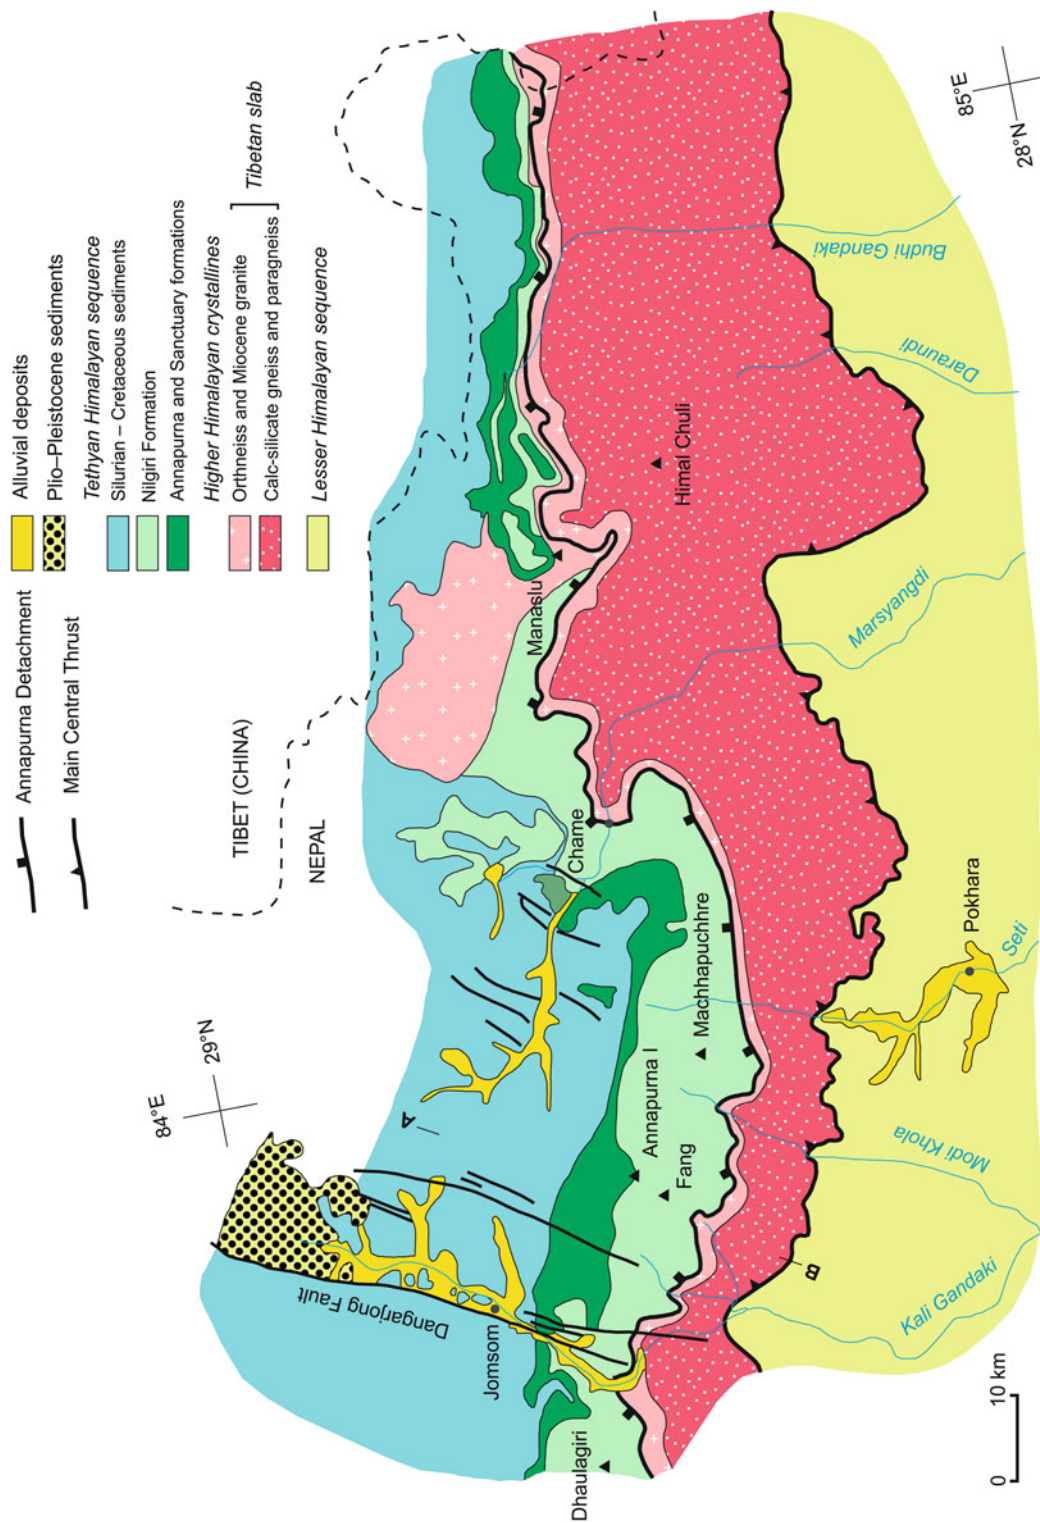 Annapurna Detachment
Main Central Thrust
Alluvial deposits
Plio–Pleistocene sediments
Tethyan Himalayan sequence
Silurian – Cretaceous sediments
Nilgiri Formation
Annapurna and Sanctuary formations
Higher Himalayan crystallines
Orthneiss and Miocene granite
Calc-silicate gneiss and paragneiss
Tibetan slab
Lesser Himalayan sequence
TIBET (CHINA)
NEPAL
84°E
29°N
A
Dangarjong Fault
Jomsom
Dhaulagiri
Annapurna I
Fang
Machhapuchhre
Chame
Manaslu
Himal Chuli
B
Kali Gandaki
Modi Khola
Seti
Pokhara
Marsyangdi
Daraundi
Budhi Gandaki
85°E
28°N
0 10 km